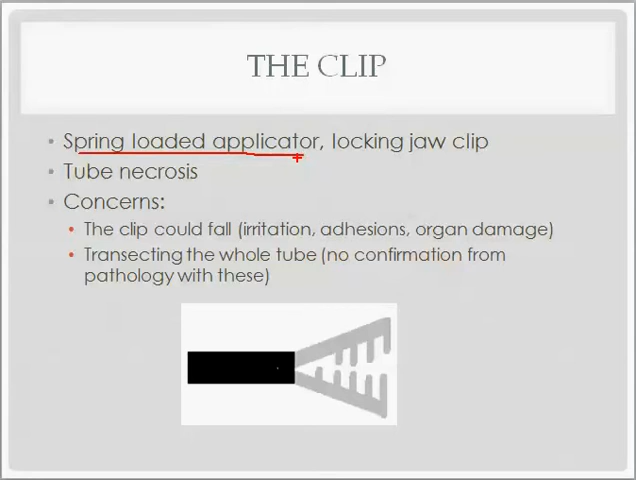 THE CLIP
• Spring loaded applicator, locking jaw clip
• Tube necrosis
• Concerns:
• The clip could fall (irritation, adhesions, organ damage)
• Transecting the whole tube (no confirmation from
pathology with these)